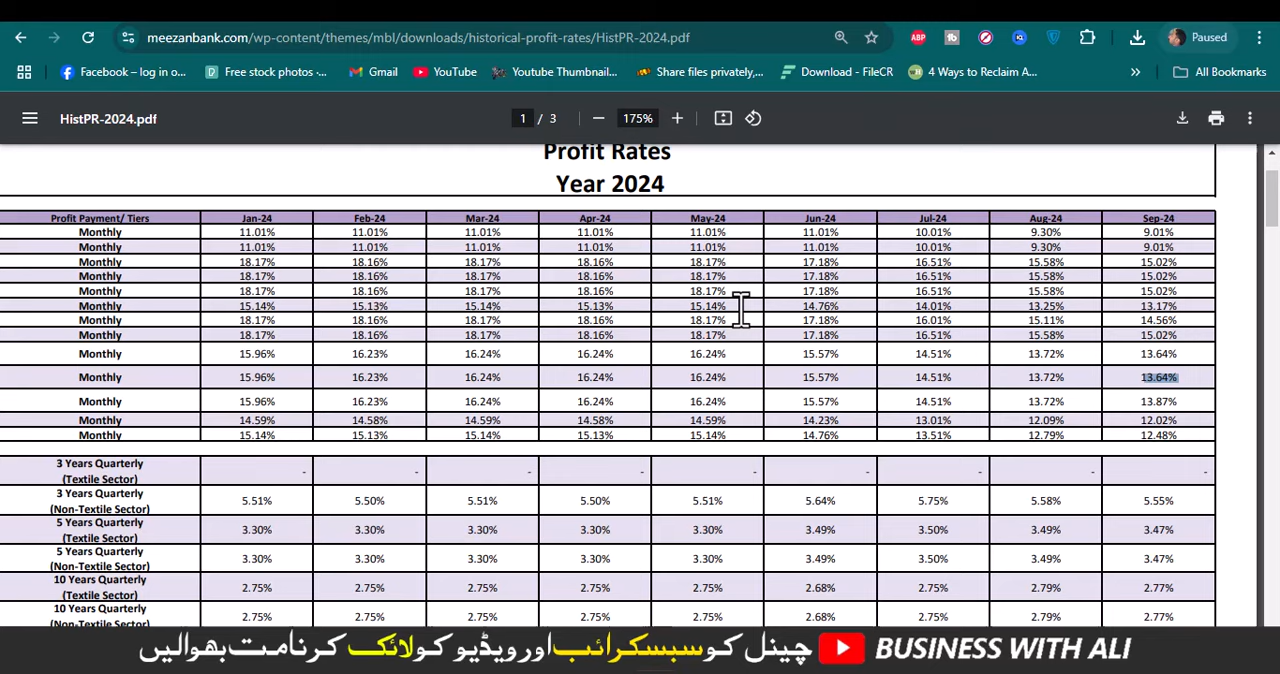 meezanbank.com/wp-content/themes/mbl/downloads/historical-profit-rates/HistPR-2024.pdf
ABP
Paused
Facebook – log in o...
Free stock photos -...
Gmail
YouTube
Youtube Thumbnail...
Share files privately,...
Download - FileCR
4 Ways to Reclaim A...
All Bookmarks
HistPR-2024.pdf
1 / 3
175%
Profit Rates
Year 2024
Profit Payment/ Tiers Jan-24 Feb-24 Mar-24 Apr-24 May-24 Jun-24 Jul-24 Aug-24 Sep-24
Monthly 11.01% 11.01% 11.01% 11.01% 11.01% 11.01% 10.01% 9.30% 9.01%
Monthly 11.01% 11.01% 11.01% 11.01% 11.01% 11.01% 10.01% 9.30% 9.01%
Monthly 18.17% 18.16% 18.17% 18.16% 18.17% 17.18% 16.51% 15.58% 15.02%
Monthly 18.17% 18.16% 18.17% 18.16% 18.17% 17.18% 16.51% 15.58% 15.02%
Monthly 18.17% 18.16% 18.17% 18.16% 18.17% 17.18% 16.51% 15.58% 15.02%
Monthly 15.14% 15.13% 15.14% 15.13% 15.14% 14.76% 14.01% 13.25% 13.17%
Monthly 18.17% 18.16% 18.17% 18.16% 18.17% 17.18% 16.01% 15.11% 14.56%
Monthly 18.17% 18.16% 18.17% 18.16% 18.17% 17.18% 16.51% 15.58% 15.02%
Monthly 15.96% 16.23% 16.24% 16.24% 16.24% 15.57% 14.51% 13.72% 13.64%
Monthly 15.96% 16.23% 16.24% 16.24% 16.24% 15.57% 14.51% 13.72% 13.64%
Monthly 15.96% 16.23% 16.24% 16.24% 16.24% 15.57% 14.51% 13.72% 13.87%
Monthly 14.59% 14.58% 14.59% 14.58% 14.59% 14.23% 13.01% 12.09% 12.02%
Monthly 15.14% 15.13% 15.14% 15.13% 15.14% 14.76% 13.51% 12.79% 12.48%
3 Years Quarterly
(Textile Sector) - - - - - - - - -
3 Years Quarterly
(Non-Textile Sector) 5.51% 5.50% 5.51% 5.50% 5.51% 5.64% 5.75% 5.58% 5.55%
5 Years Quarterly
(Textile Sector) 3.30% 3.30% 3.30% 3.30% 3.30% 3.49% 3.50% 3.49% 3.47%
5 Years Quarterly
(Non-Textile Sector) 3.30% 3.30% 3.30% 3.30% 3.30% 3.49% 3.50% 3.49% 3.47%
10 Years Quarterly
(Textile Sector) 2.75% 2.75% 2.75% 2.75% 2.75% 2.68% 2.75% 2.79% 2.77%
10 Years Quarterly
(Non-Textile Sector) 2.75% 2.75% 2.75% 2.75% 2.75% 2.68% 2.75% 2.79% 2.77%
چینل کو سبسکرائب اور ویڈیو کو لائک کرنا مت بھوالیں BUSINESS WITH ALI